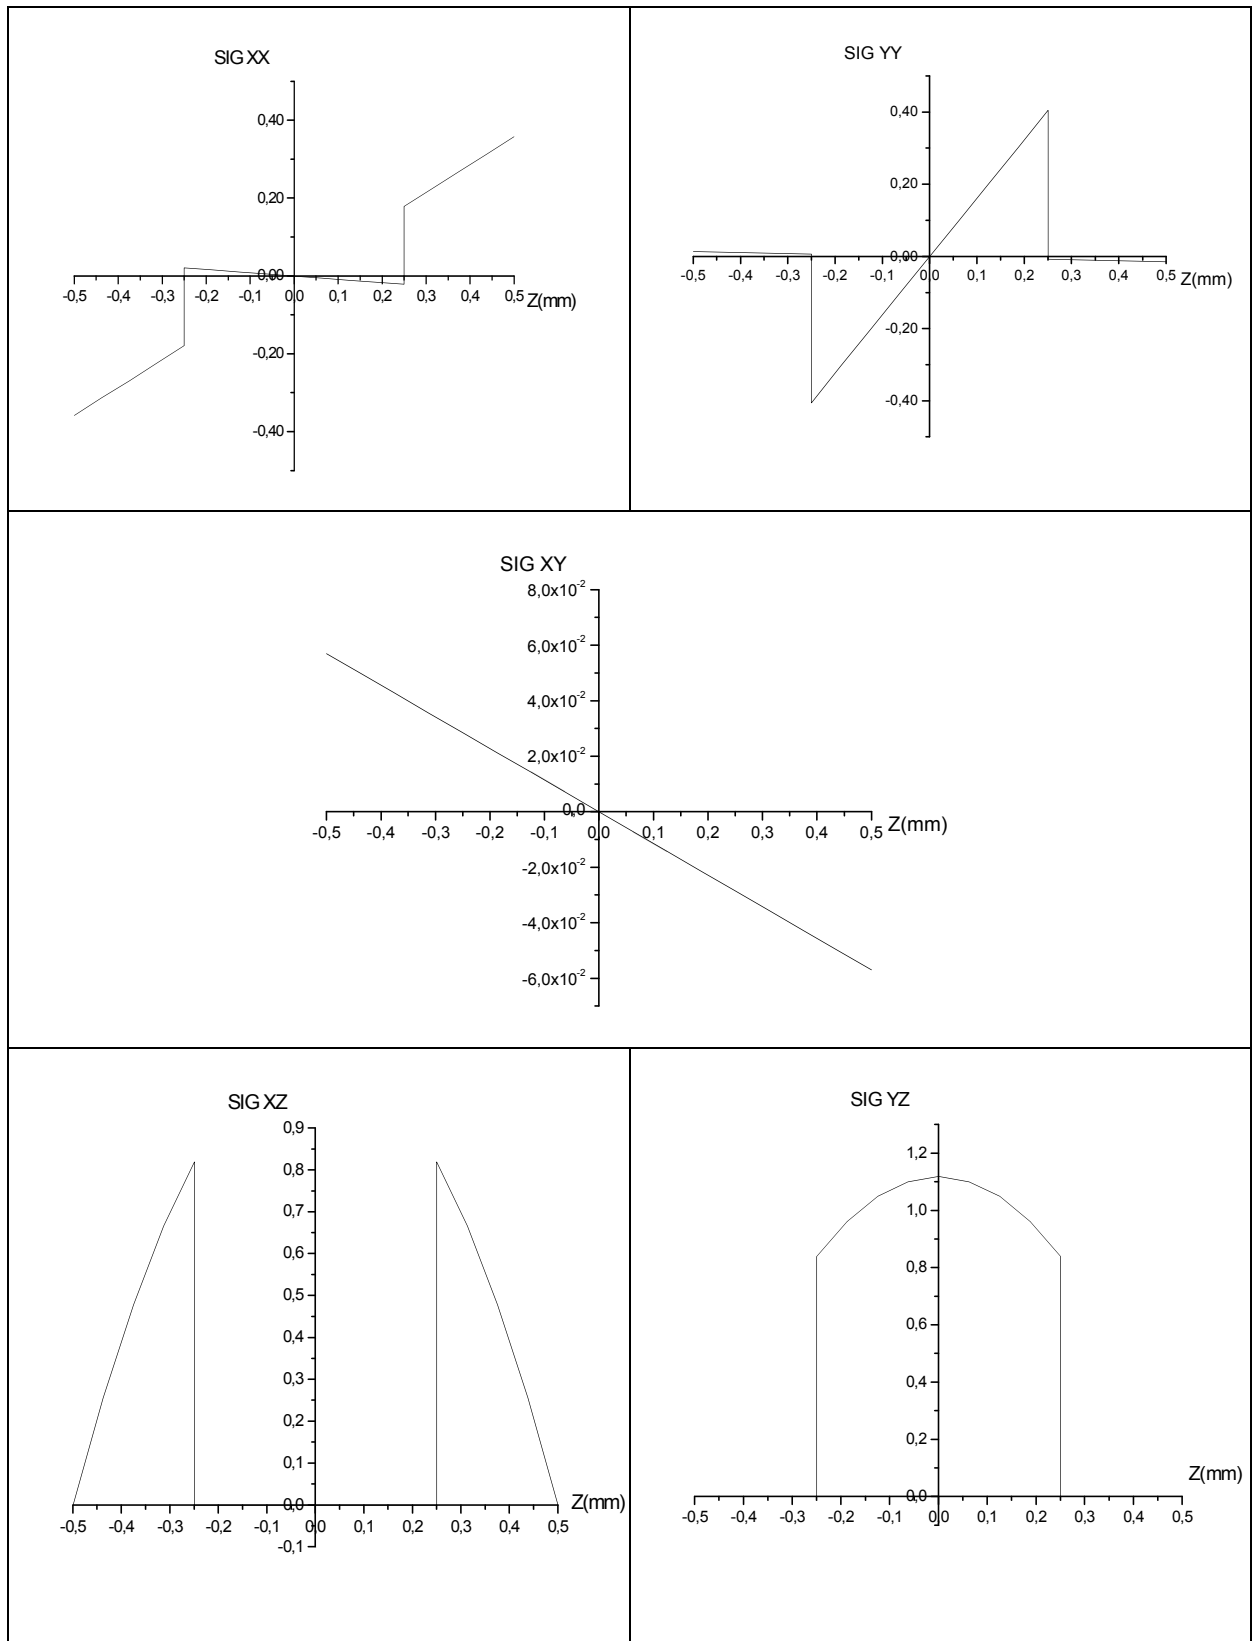 SIG XX
0,40
0,20
0,00
-0,5 -0,4 -0,3 -0,2 -0,1 0,0 0,1 0,2 0,3 0,4 0,5 Z(mm)
-0,20
-0,40
SIG YY
0,40
0,20
0,00
-0,5 -0,4 -0,3 -0,2 -0,1 0,0 0,1 0,2 0,3 0,4 0,5 Z(mm)
-0,20
-0,40
SIG XY
8,0x10⁻²
6,0x10⁻²
4,0x10⁻²
2,0x10⁻²
0,0
-0,5 -0,4 -0,3 -0,2 -0,1 0,0 0,1 0,2 0,3 0,4 0,5 Z(mm)
-2,0x10⁻²
-4,0x10⁻²
-6,0x10⁻²
SIG XZ
0,9
0,8
0,7
0,6
0,5
0,4
0,3
0,2
0,1
0,0
-0,5 -0,4 -0,3 -0,2 -0,1 0,0 0,1 0,2 0,3 0,4 0,5 Z(mm)
-0,1
SIG YZ
1,2
1,0
0,8
0,6
0,4
0,2
Z(mm)
0,0
-0,5 -0,4 -0,3 -0,2 -0,1 0,0 0,1 0,2 0,3 0,4 0,5